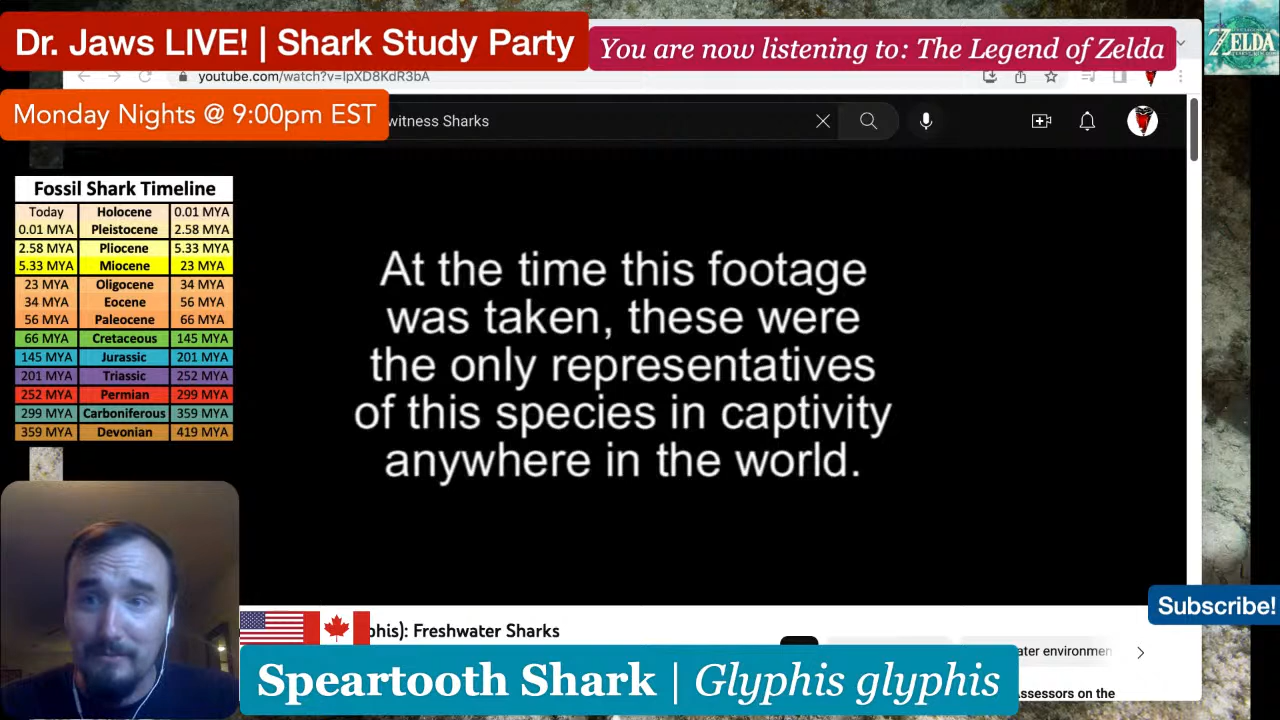 Dr. Jaws LIVE! | Shark Study Party
You are now listening to: The Legend of Zelda
ZELDA
youtube.com/watch?v=lpXD8KdR3bA
Monday Nights @ 9:00pm EST
witness Sharks
Fossil Shark Timeline
Today Holocene 0.01 MYA
0.01 MYA Pleistocene 2.58 MYA
2.58 MYA Pliocene 5.33 MYA
5.33 MYA Miocene 23 MYA
23 MYA Oligocene 34 MYA
34 MYA Eocene 56 MYA
56 MYA Paleocene 66 MYA
66 MYA Cretaceous 145 MYA
145 MYA Jurassic 201 MYA
201 MYA Triassic 252 MYA
252 MYA Permian 299 MYA
299 MYA Carboniferous 359 MYA
359 MYA Devonian 419 MYA
At the time this footage
was taken, these were
the only representatives
of this species in captivity
anywhere in the world.
Subscribe!
phis): Freshwater Sharks
ater environmen
Speartooth Shark | Glyphis glyphis
Assessors on the